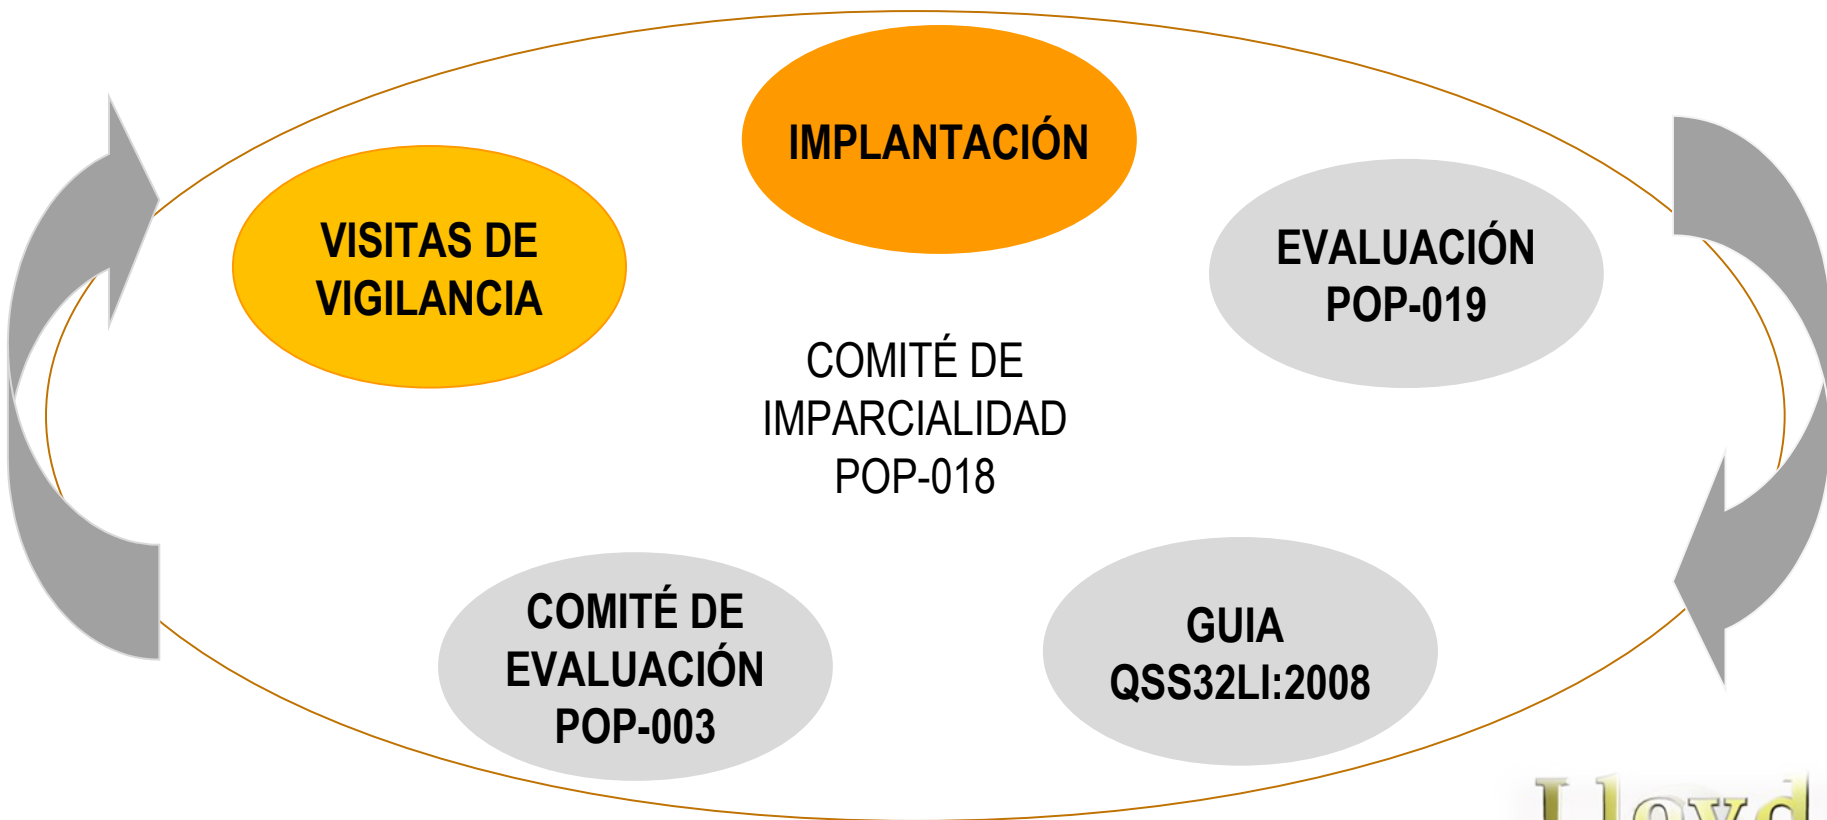 IMPLANTACIÓN
VISITAS DE
VIGILANCIA
EVALUACIÓN
POP-019
COMITÉ DE
IMPARCIALIDAD
POP-018
COMITÉ DE
EVALUACIÓN
POP-003
GUIA
QSS32LI:2008
Lloyd